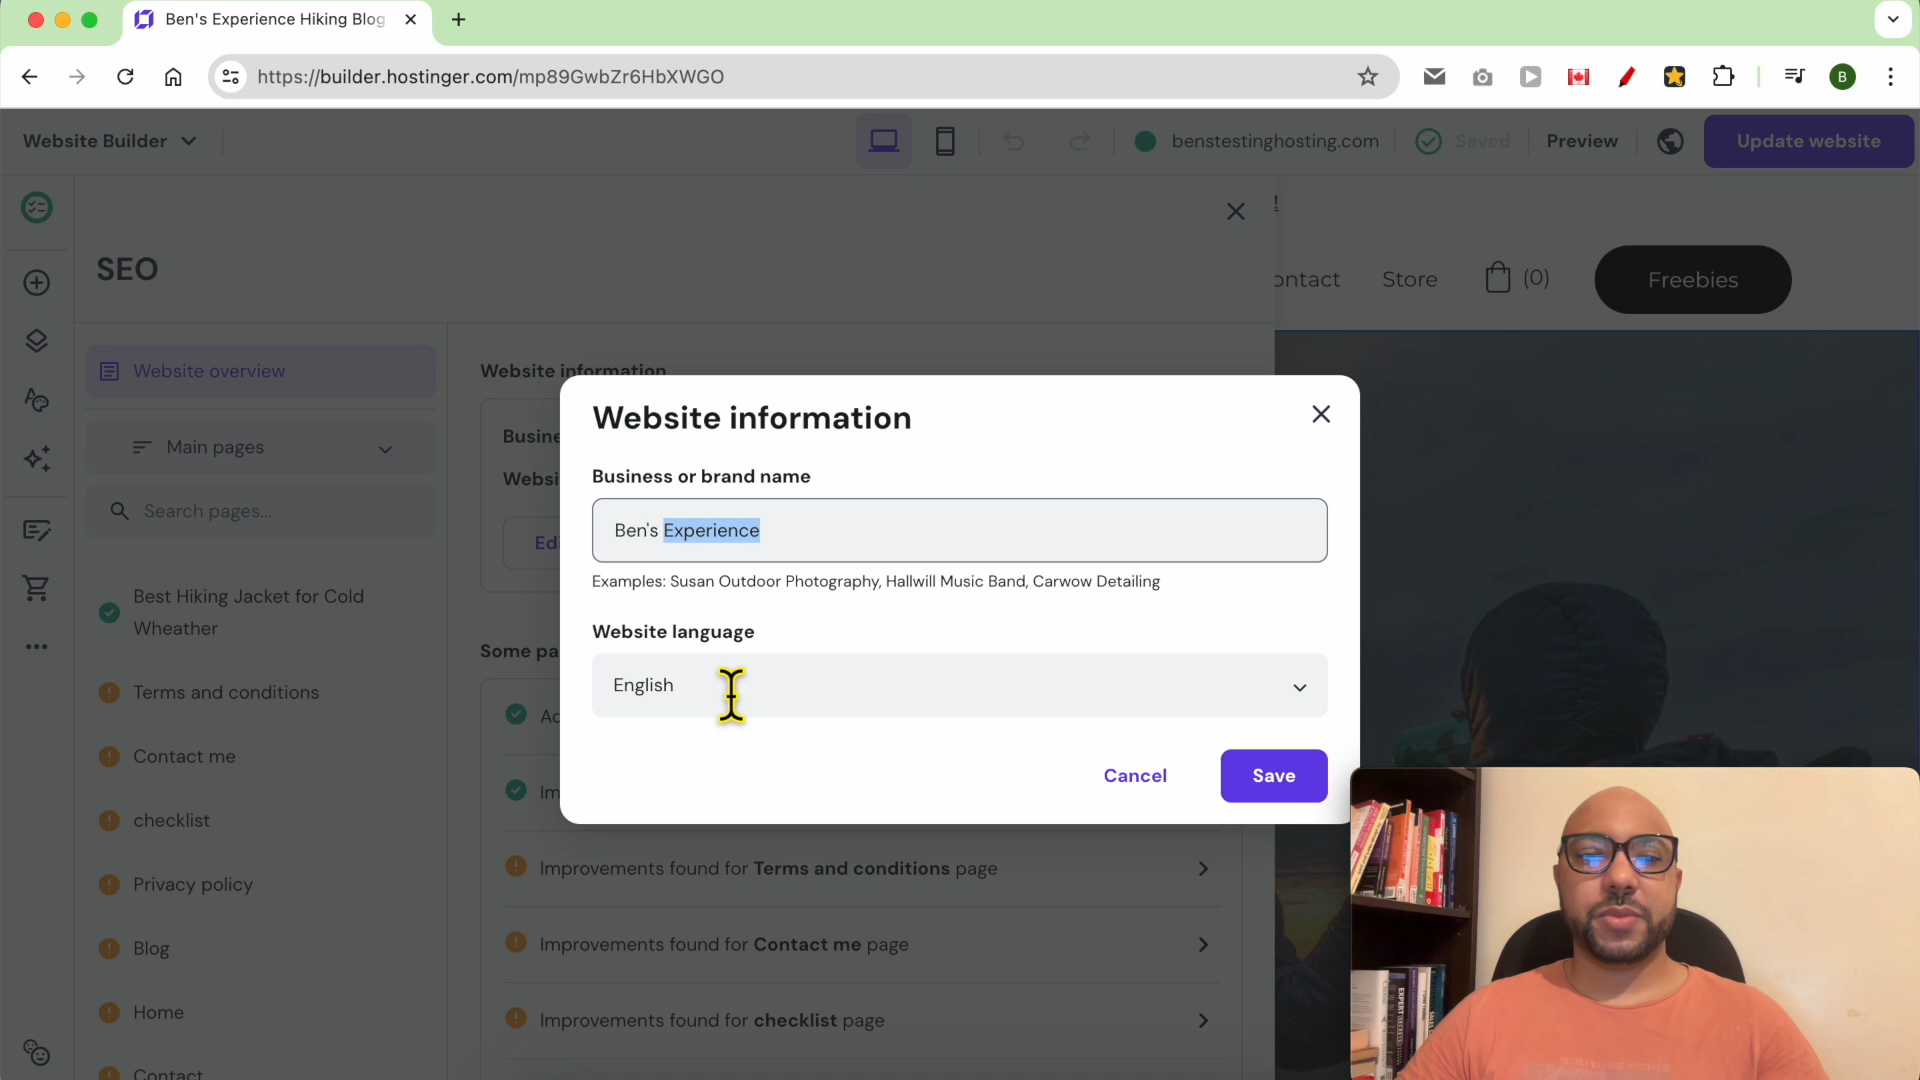 Ben's Experience Hiking Blog
https://builder.hostinger.com/mp89GwbZr6HbXWGO
B
Website Builder
benstestinghosting.com
Saved
Preview
Update website
SEO
ontact
Store
(0)
Freebies
Website overview
Main pages
Search pages...
Best Hiking Jacket for Cold
Wheather
Terms and conditions
Contact me
checklist
Privacy policy
Blog
Home
Contact
Website information
Busine
Websi
Edi
Some pa
Ac
Im
Improvements found for Terms and conditions page
Improvements found for Contact me page
Improvements found for checklist page
Website information
Business or brand name
Ben's Experience
Examples: Susan Outdoor Photography, Hallwill Music Band, Carwow Detailing
Website language
English
Cancel
Save